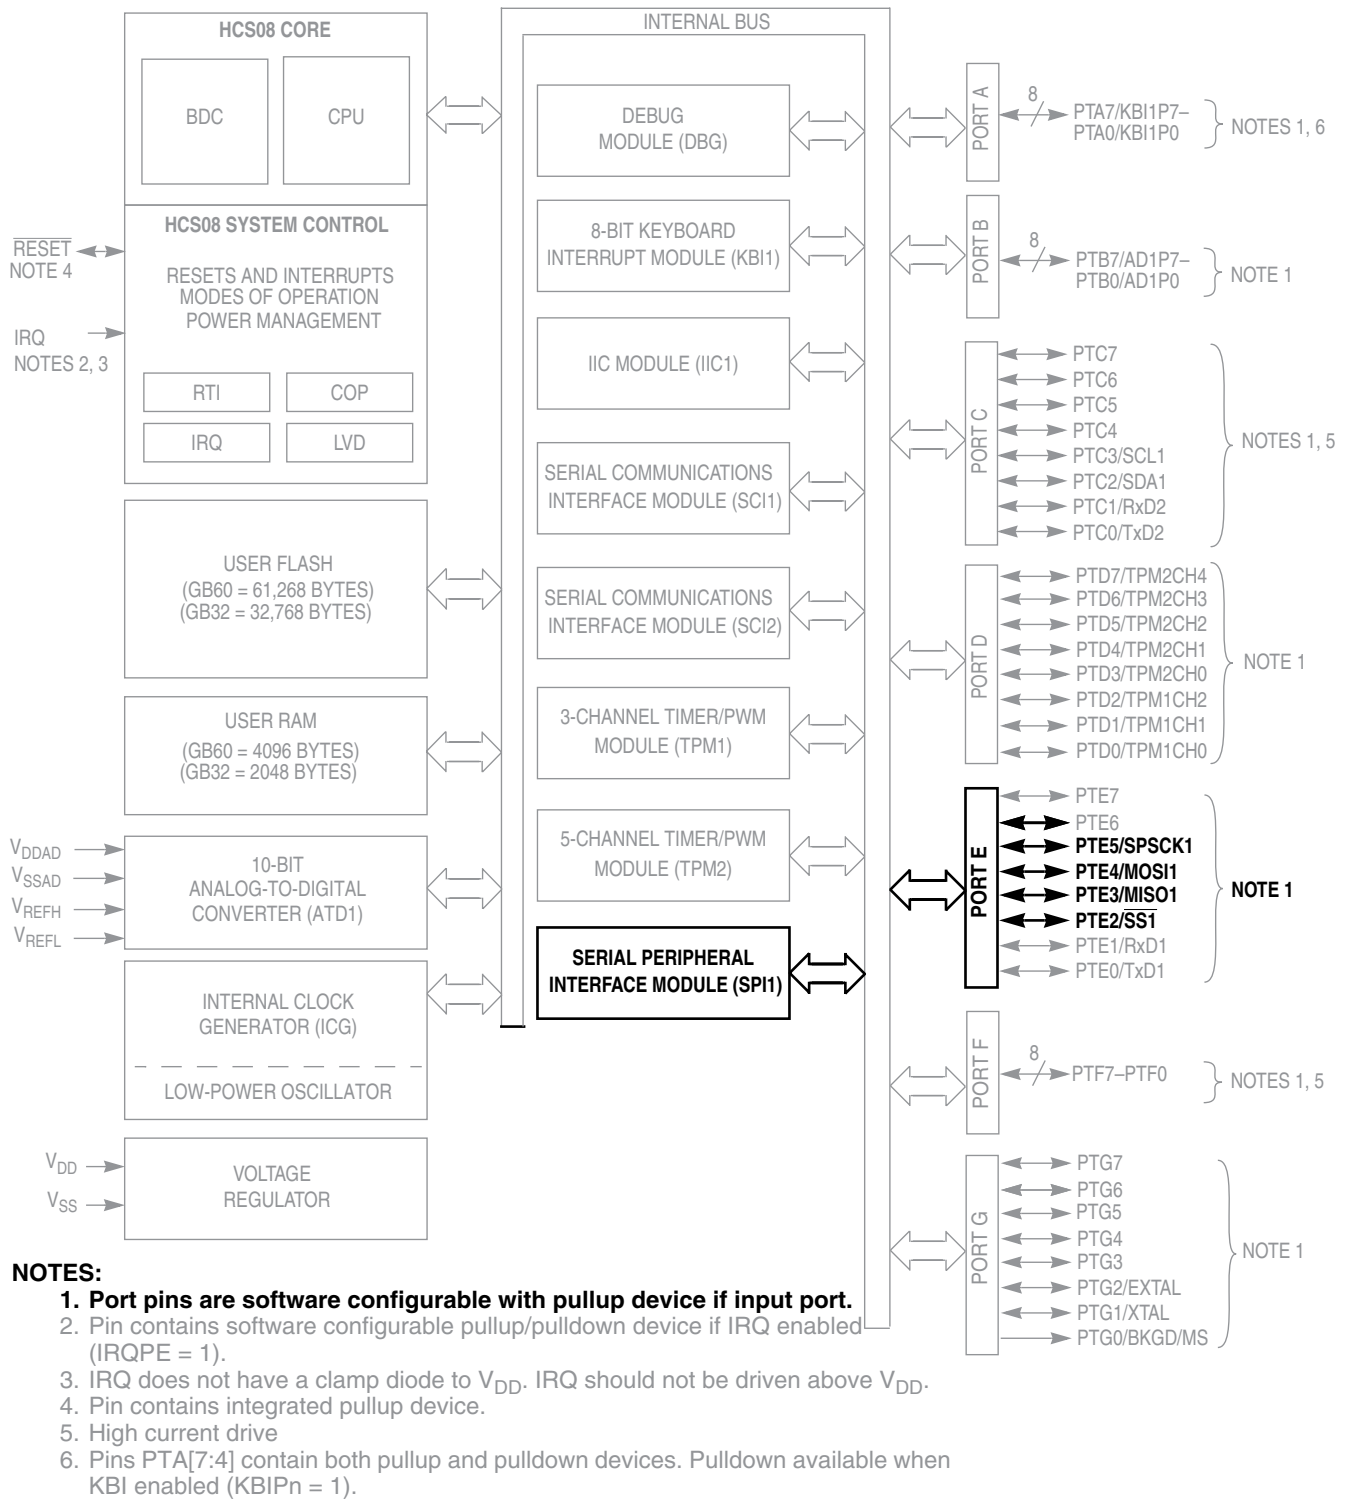 HCS08 CORE
BDC
CPU
HCS08 SYSTEM CONTROL
RESETS AND INTERRUPTS
MODES OF OPERATION
POWER MANAGEMENT
RTI
COP
IRQ
LVD
RESET
NOTE 4
IRQ
NOTES 2, 3
USER FLASH
(GB60 = 61,268 BYTES)
(GB32 = 32,768 BYTES)
USER RAM
(GB60 = 4096 BYTES)
(GB32 = 2048 BYTES)
VDDAD
VSSAD
VREFH
VREFL
10-BIT
ANALOG-TO-DIGITAL
CONVERTER (ATD1)
INTERNAL CLOCK
GENERATOR (ICG)
LOW-POWER OSCILLATOR
VDD
VSS
VOLTAGE
REGULATOR
INTERNAL BUS
DEBUG
MODULE (DBG)
8-BIT KEYBOARD
INTERRUPT MODULE (KBI1)
IIC MODULE (IIC1)
SERIAL COMMUNICATIONS
INTERFACE MODULE (SCI1)
SERIAL COMMUNICATIONS
INTERFACE MODULE (SCI2)
3-CHANNEL TIMER/PWM
MODULE (TPM1)
5-CHANNEL TIMER/PWM
MODULE (TPM2)
SERIAL PERIPHERAL
INTERFACE MODULE (SPI1)
PORT A
8
PTA7/KBI1P7–
PTA0/KBI1P0
NOTES 1, 6
PORT B
8
PTB7/AD1P7–
PTB0/AD1P0
NOTE 1
PORT C
PTC7
PTC6
PTC5
PTC4
PTC3/SCL1
PTC2/SDA1
PTC1/RxD2
PTC0/TxD2
NOTES 1, 5
PORT D
PTD7/TPM2CH4
PTD6/TPM2CH3
PTD5/TPM2CH2
PTD4/TPM2CH1
PTD3/TPM2CH0
PTD2/TPM1CH2
PTD1/TPM1CH1
PTD0/TPM1CH0
NOTE 1
PORT E
PTE7
PTE6
PTE5/SPSCK1
PTE4/MOSI1
PTE3/MISO1
PTE2/SS1
PTE1/RxD1
PTE0/TxD1
NOTE 1
PORT F
8
PTF7–PTF0
NOTES 1, 5
PORT G
PTG7
PTG6
PTG5
PTG4
PTG3
PTG2/EXTAL
PTG1/XTAL
PTG0/BKGD/MS
NOTE 1
NOTES:
1. Port pins are software configurable with pullup device if input port.
2. Pin contains software configurable pullup/pulldown device if IRQ enabled
(IRQPE = 1).
3. IRQ does not have a clamp diode to VDD. IRQ should not be driven above VDD.
4. Pin contains integrated pullup device.
5. High current drive
6. Pins PTA[7:4] contain both pullup and pulldown devices. Pulldown available when
KBI enabled (KBIPn = 1).